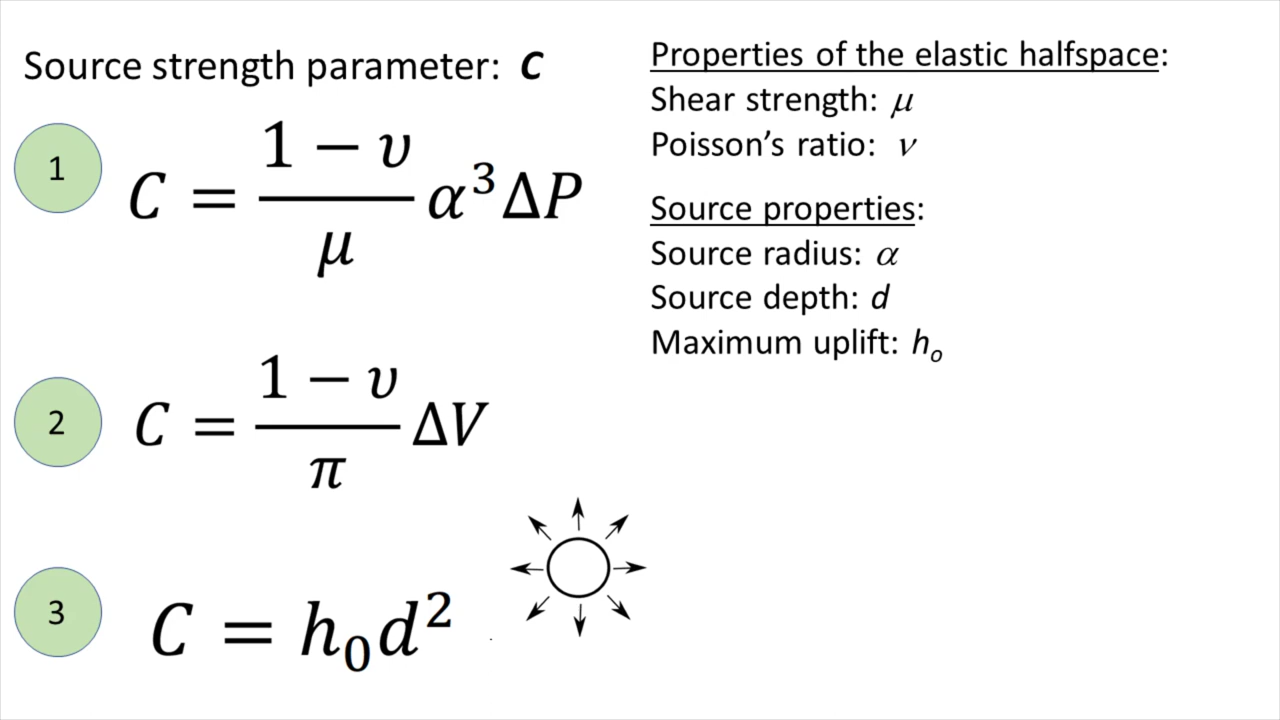 Source strength parameter: C
1
C = (1 − υ)/μ α³ΔP
2
C = (1 − υ)/π ΔV
3
C = h₀d²
Properties of the elastic halfspace:
Shear strength: μ
Poisson’s ratio: ν
Source properties:
Source radius: α
Source depth: d
Maximum uplift: hₒ